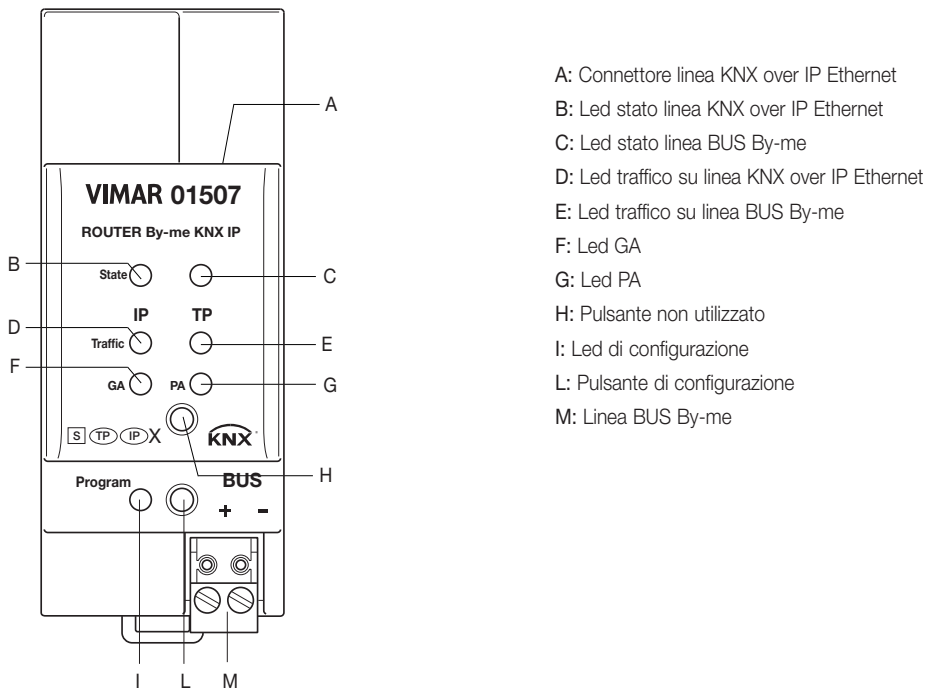 A
VIMAR 01507
ROUTER By-me KNX IP
B
State
C
IP TP
D
Traffic
E
F
GA
PA
G
S TP IP X KNX
H
Program
BUS
+ -
I L M
A: Connettore linea KNX over IP Ethernet
B: Led stato linea KNX over IP Ethernet
C: Led stato linea BUS By-me
D: Led traffico su linea KNX over IP Ethernet
E: Led traffico su linea BUS By-me
F: Led GA
G: Led PA
H: Pulsante non utilizzato
I: Led di configurazione
L: Pulsante di configurazione
M: Linea BUS By-me